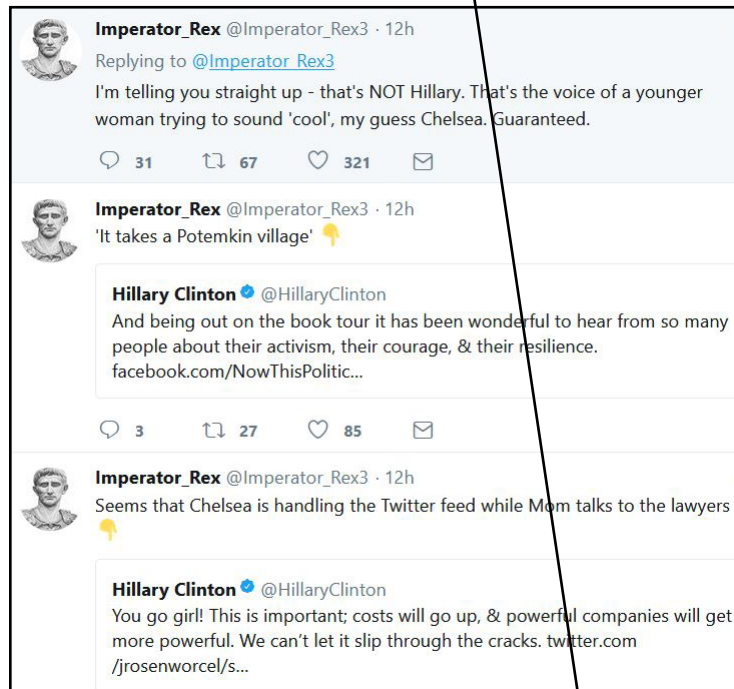 Imperator_Rex @Imperator_Rex3 · 12h
Replying to @Imperator_Rex3
I'm telling you straight up - that's NOT Hillary. That's the voice of a younger
woman trying to sound 'cool', my guess Chelsea. Guaranteed.
31 67 321
Imperator_Rex @Imperator_Rex3 · 12h
'It takes a Potemkin village' 👇
Hillary Clinton @HillaryClinton
And being out on the book tour it has been wonderful to hear from so many
people about their activism, their courage, & their resilience.
facebook.com/NowThisPolitic...
3 27 85
Imperator_Rex @Imperator_Rex3 · 12h
Seems that Chelsea is handling the Twitter feed while Mom talks to the lawyers
👇
Hillary Clinton @HillaryClinton
You go girl! This is important; costs will go up, & powerful companies will get
more powerful. We can't let it slip through the cracks. twitter.com
/jrosenworcel/s...